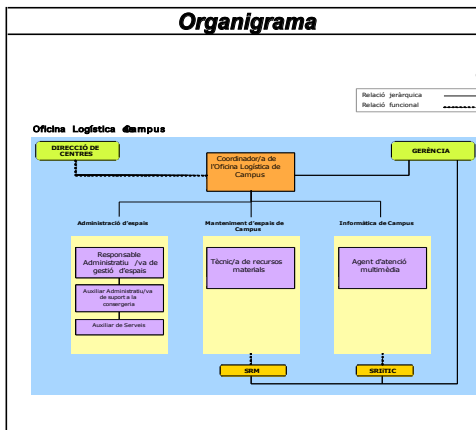 Organigrama
Relació jeràrquica
Relació funcional
Oficina Logística de Campus
DIRECCIÓ DE
CENTRES
Coordinador/a de
l'Oficina Logística de
Campus
GERÈNCIA
Administració d'espais
Manteniment d'espais de
Campus
Informàtica de Campus
Responsable
Administratiu /va de
gestió d'espais
Auxiliar Administratiu/va
de suport a la
consergeria
Auxiliar de Serveis
Tècnic/a de recursos
materials
Agent d'atenció
multimèdia
SRM
SRIiTIC